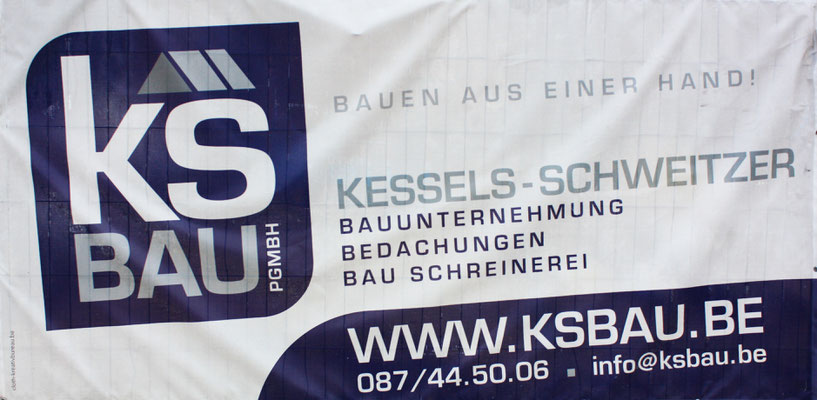 ks
BAU
PGMBH
BAUEN AUS EINER HAND!
KESSELS-SCHWEITZER
BAUUNTERNEHMUNG
BEDACHUNGEN
BAU SCHREINEREI
WWW.KSBAU.BE
087/44.50.06 ▪ info@ksbau.be